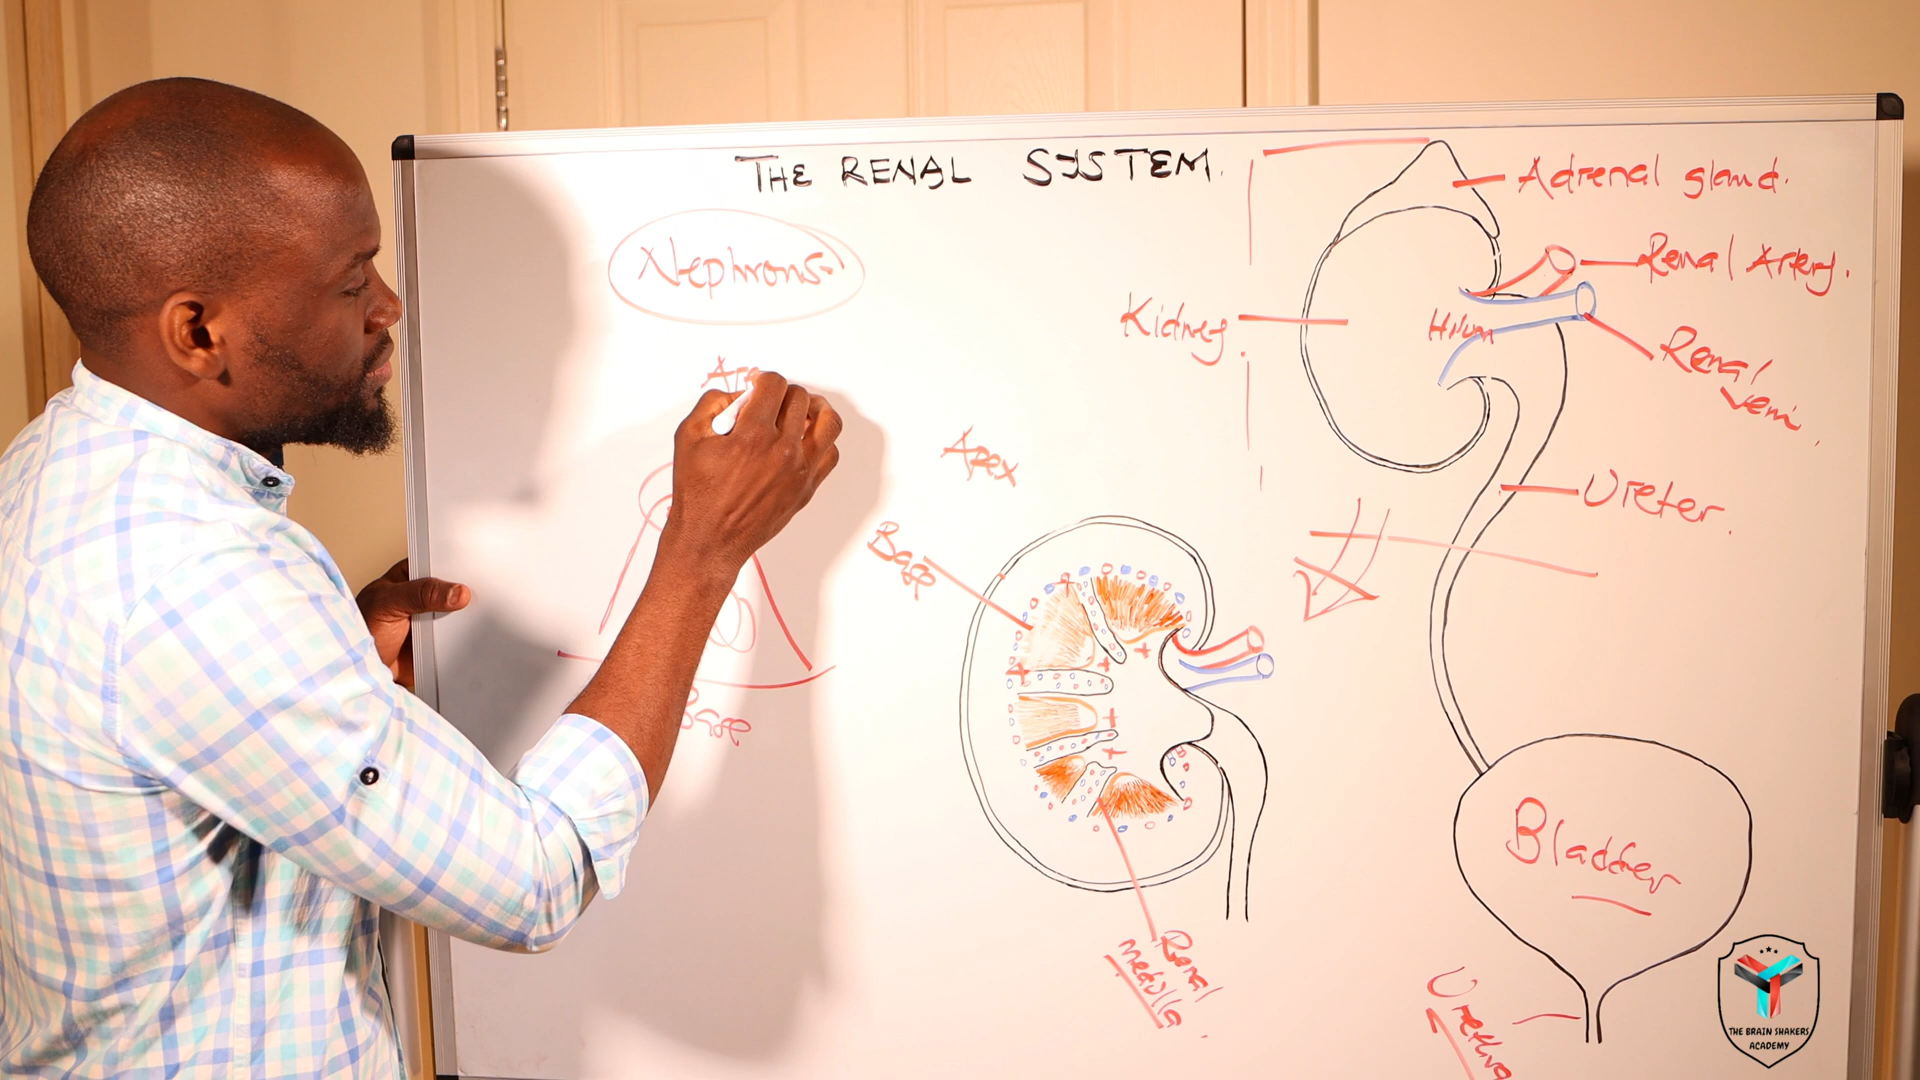 THE RENAL SYSTEM.
Nephrons
Adrenal gland.
Renal Artery.
Kidney.
Hilum
Renal
vein.
Ap
Apex
Ureter.
Base
Base
Bladder
Renal
medulla.
Urethra
THE BRAIN SHAKERS
ACADEMY